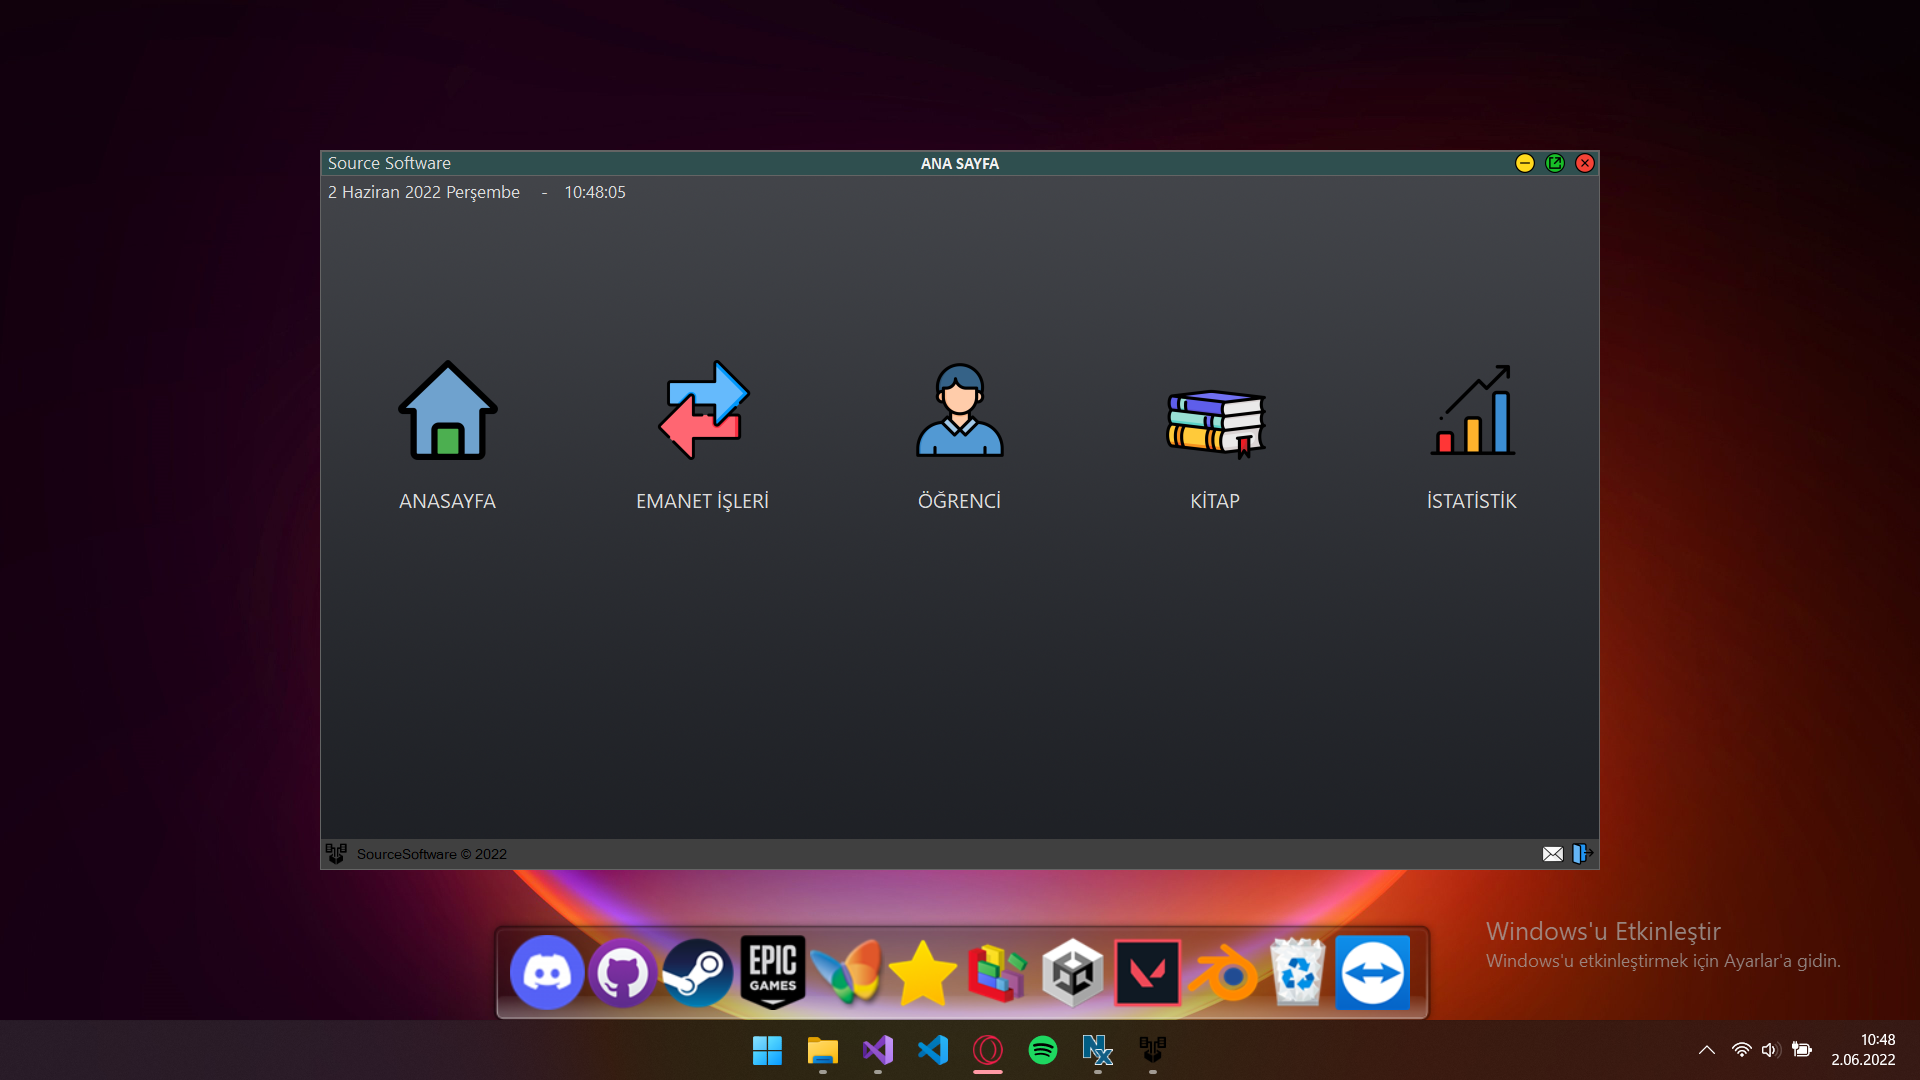 Source Software
ANA SAYFA
2 Haziran 2022 Perşembe - 10:48:05
ANASAYFA
EMANET İŞLERİ
ÖĞRENCİ
KİTAP
İSTATİSTİK
SourceSoftware © 2022
Windows'u Etkinleştir
Windows'u etkinleştirmek için Ayarlar'a gidin.
EPIC
GAMES
10:48
2.06.2022